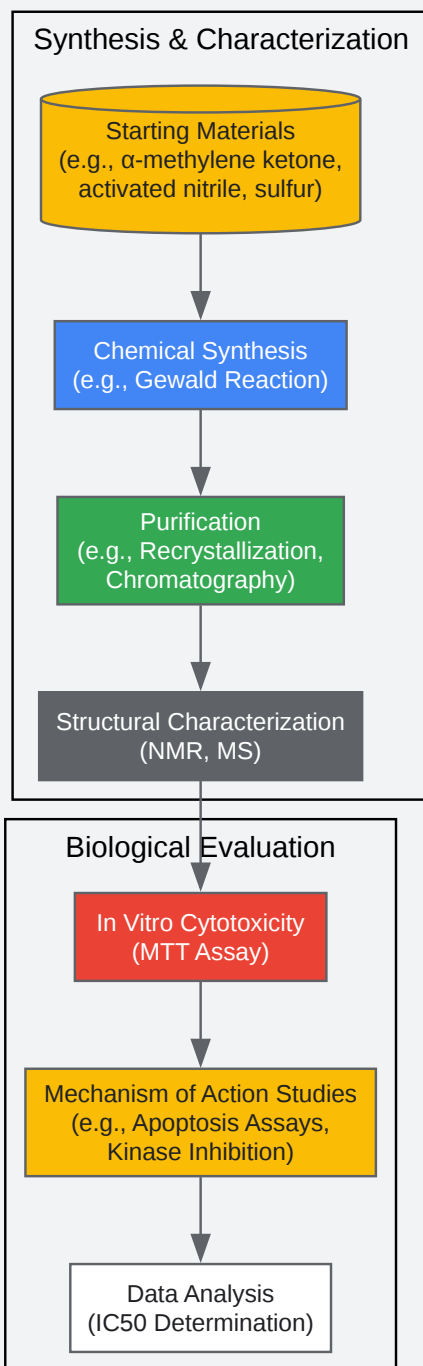 Synthesis & Characterization
Starting Materials
(e.g., α-methylene ketone,
activated nitrile, sulfur)
Chemical Synthesis
(e.g., Gewald Reaction)
Purification
(e.g., Recrystallization,
Chromatography)
Structural Characterization
(NMR, MS)
Biological Evaluation
In Vitro Cytotoxicity
(MTT Assay)
Mechanism of Action Studies
(e.g., Apoptosis Assays,
Kinase Inhibition)
Data Analysis
(IC50 Determination)